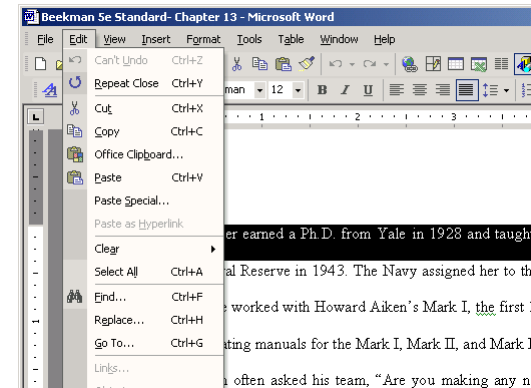 Beekman 5e Standard- Chapter 13 - Microsoft Word
File Edit View Insert Format Tools Table Window Help
Can't Undo Ctrl+Z
Repeat Close Ctrl+Y
man 12 B I U
Cut Ctrl+X
1 2 3
Copy Ctrl+C
Office Clipboard...
Paste Ctrl+V
Paste Special...
Paste as Hyperlink
er earned a Ph.D. from Yale in 1928 and taught
Clear
Select All Ctrl+A
al Reserve in 1943. The Navy assigned her to th
Find... Ctrl+F
worked with Howard Aiken's Mark I, the first
Replace... Ctrl+H
Go To... Ctrl+G
ating manuals for the Mark I, Mark II, and Mark
Links...
often asked his team, “Are you making any n